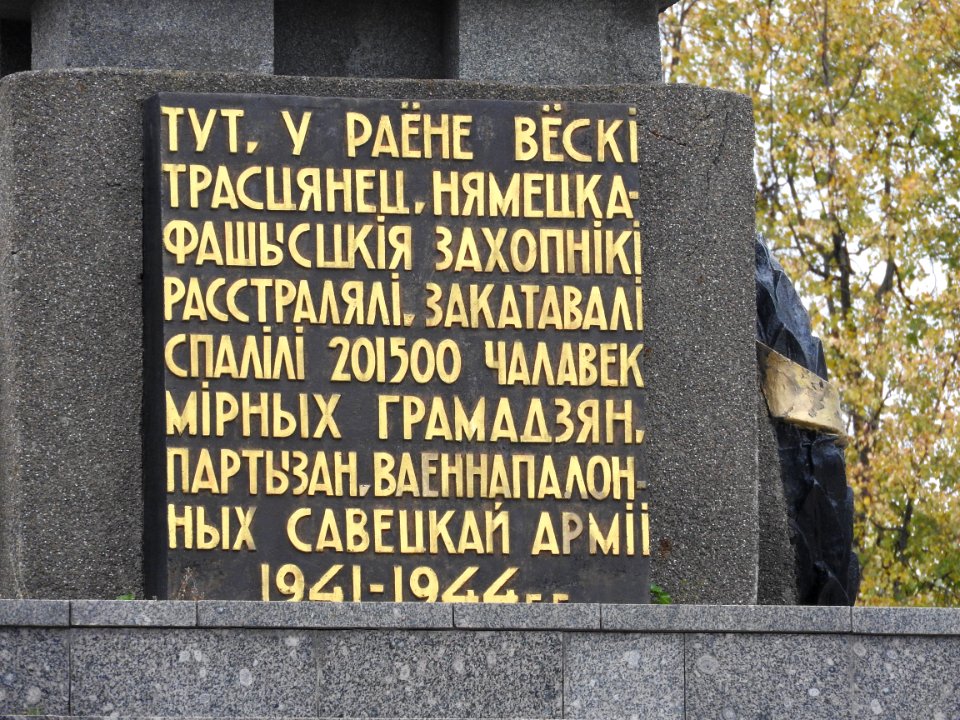 ТУТ, У РАЁНЕ ВЁСКІ
ТРАСЦЯНЕЦ, НЯМЕЦКА-
ФАШЫСЦКІЯ ЗАХОПНІКІ
РАССТРАЛЯЛІ, ЗАКАТАВАЛІ
СПАЛІЛІ 201500 ЧАЛАВЕК
МІРНЫХ ГРАМАДЗЯН,
ПАРТЫЗАН, ВАЕННАПАЛОН-
НЫХ САВЕЦКАЙ АРМІІ
1941-1944 гг.